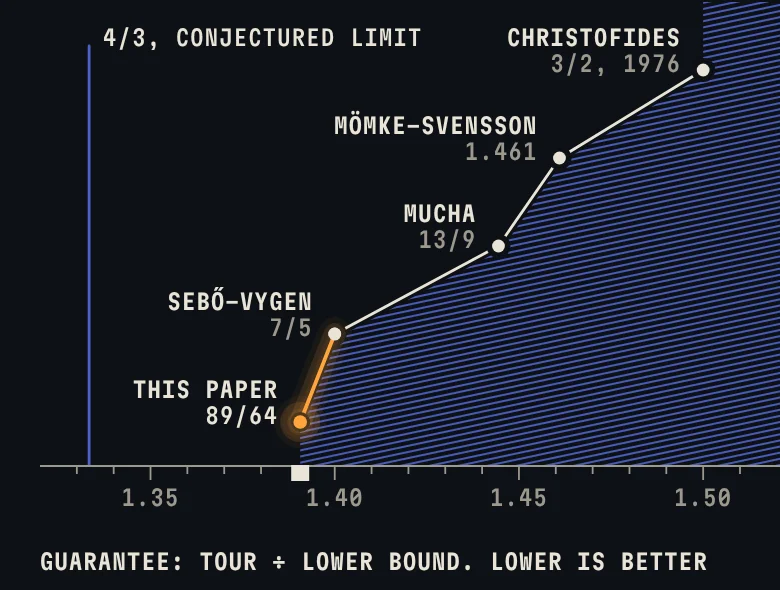 4/3, CONJECTURED LIMIT
CHRISTOFIDES
3/2, 1976
MÖMKE–SVENSSON
1.461
MUCHA
13/9
SEBŐ–VYGEN
7/5
THIS PAPER
89/64
1.35
1.40
1.45
1.50
GUARANTEE: TOUR ÷ LOWER BOUND. LOWER IS BETTER